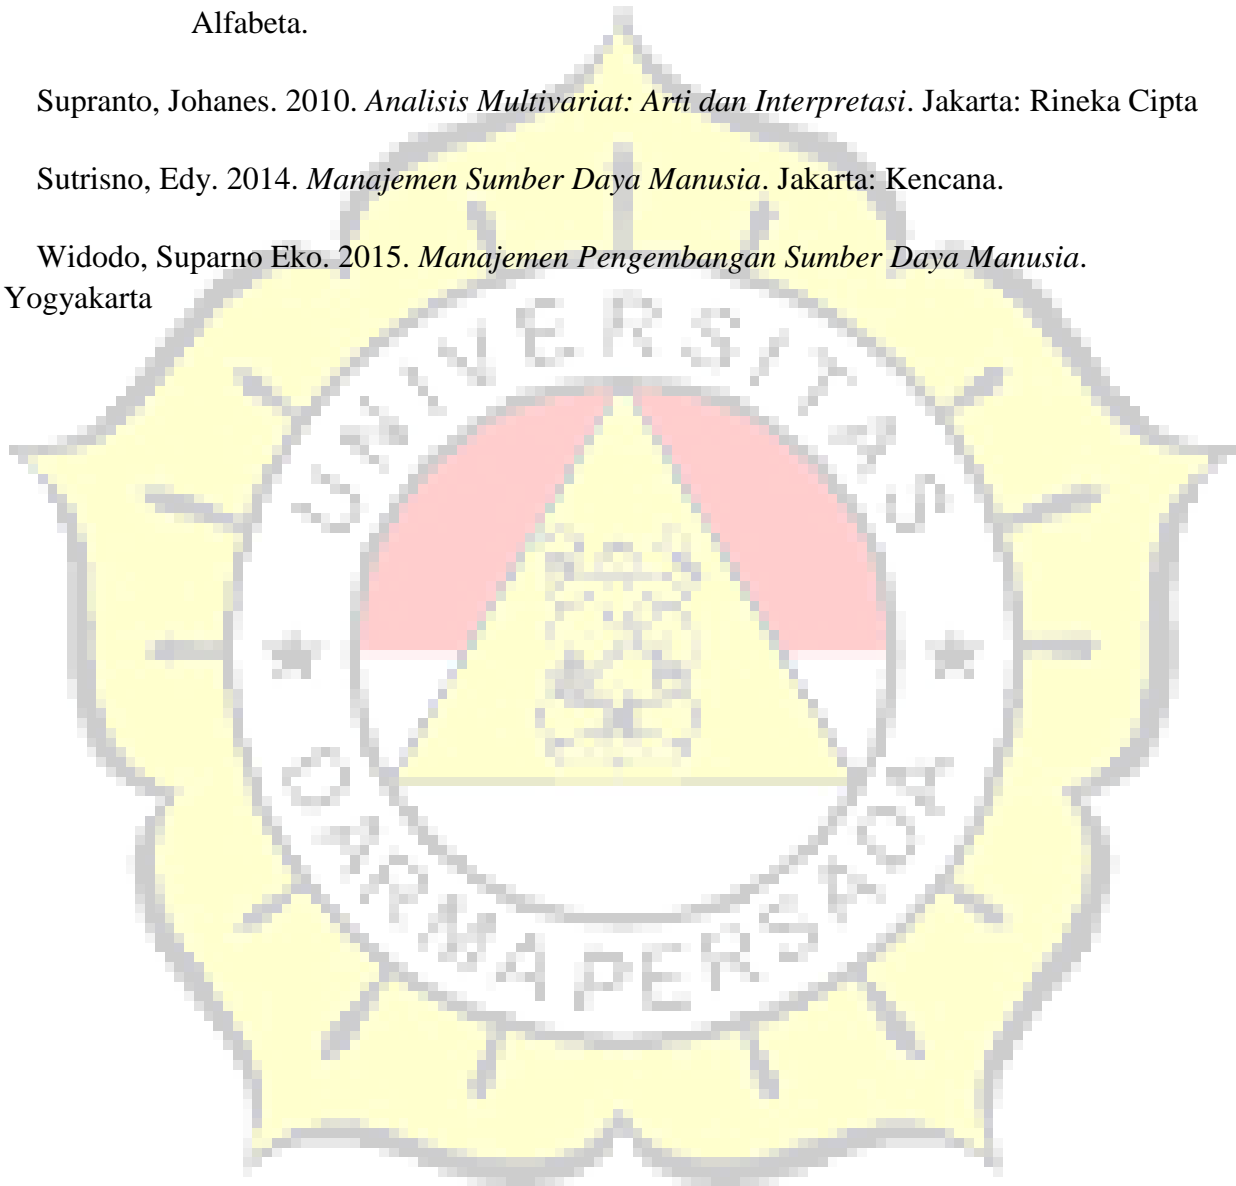 Alfabeta.
Supranto, Johanes. 2010. Analisis Multivariat: Arti dan Interpretasi. Jakarta: Rineka Cipta
Sutrisno, Edy. 2014. Manajemen Sumber Daya Manusia. Jakarta: Kencana.
Widodo, Suparno Eko. 2015. Manajemen Pengembangan Sumber Daya Manusia.
Yogyakarta
UNIVERSITAS
DARMA PERSADA